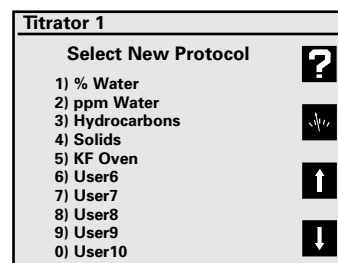 Titrator 1
Select New Protocol
1) % Water
2) ppm Water
3) Hydrocarbons
4) Solids
5) KF Oven
6) User6
7) User7
8) User8
9) User9
0) User10
?